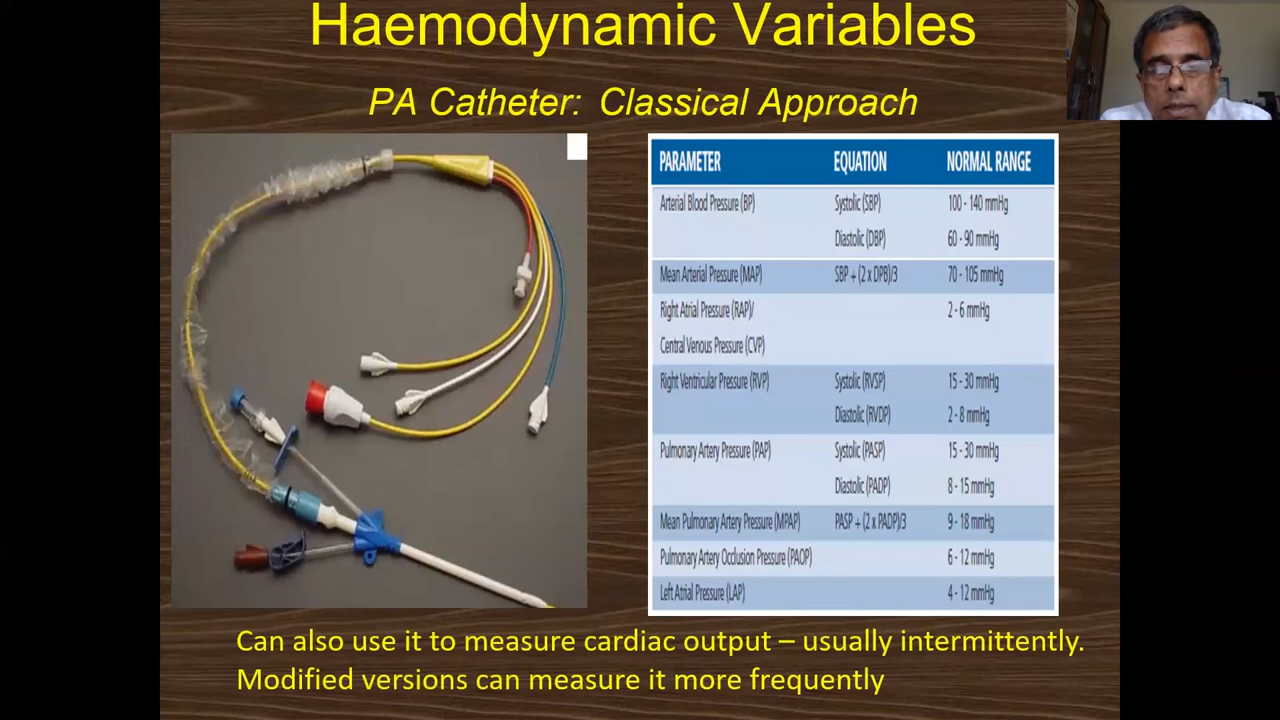 Haemodynamic Variables
PA Catheter: Classical Approach
PARAMETER EQUATION NORMAL RANGE
Arterial Blood Pressure (BP) Systolic (SBP) 100 - 140 mmHg
Diastolic (DBP) 60 - 90 mmHg
Mean Arterial Pressure (MAP) SBP + (2 x DPB)/3 70 - 105 mmHg
Right Atrial Pressure (RAP)/ 2 - 6 mmHg
Central Venous Pressure (CVP)
Right Ventricular Pressure (RVP) Systolic (RVSP) 15 - 30 mmHg
Diastolic (RVDP) 2 - 8 mmHg
Pulmonary Artery Pressure (PAP) Systolic (PASP) 15 - 30 mmHg
Diastolic (PADP) 8 - 15 mmHg
Mean Pulmonary Artery Pressure (MPAP) PASP + (2 x PADP)/3 9 - 18 mmHg
Pulmonary Artery Occlusion Pressure (PAOP) 6 - 12 mmHg
Left Atrial Pressure (LAP) 4 - 12 mmHg
Can also use it to measure cardiac output – usually intermittently.
Modified versions can measure it more frequently